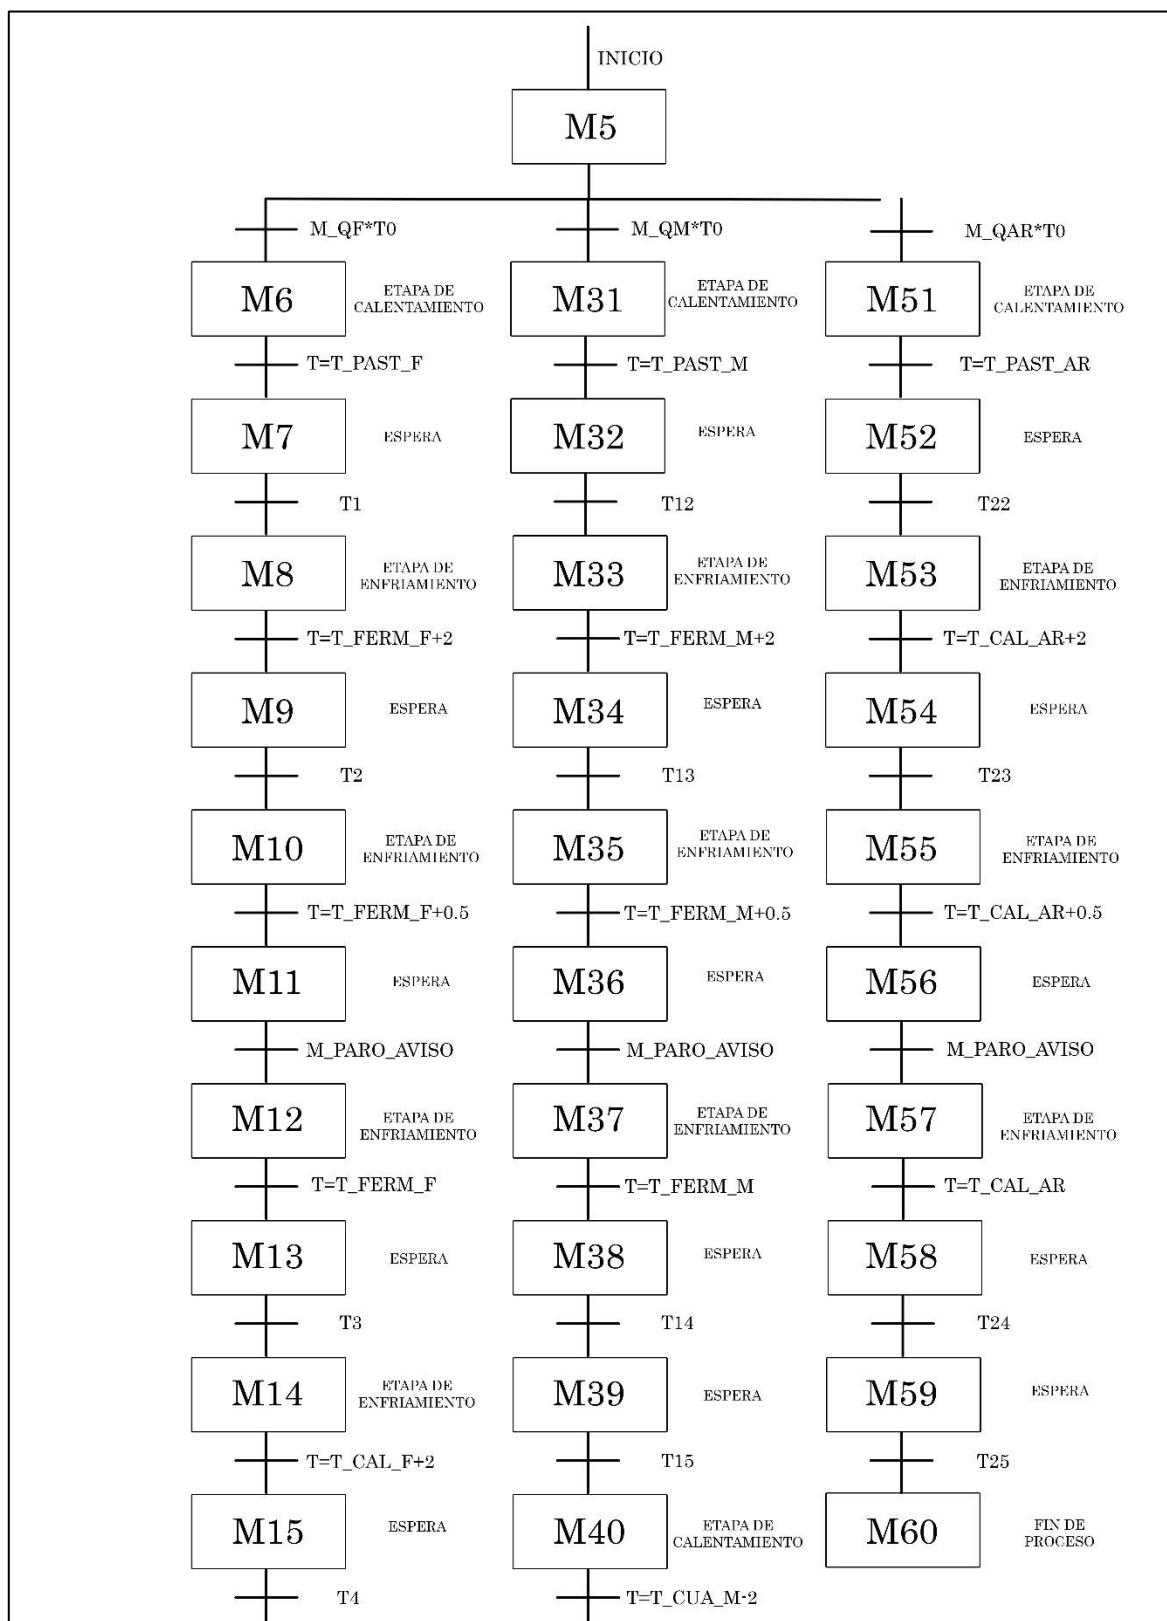 INICIO
M5
M_QF*T0
M_QM*T0
M_QAR*T0
M6
ETAPA DE
CALENTAMIENTO
M31
ETAPA DE
CALENTAMIENTO
M51
ETAPA DE
CALENTAMIENTO
T=T_PAST_F
T=T_PAST_M
T=T_PAST_AR
M7
ESPERA
M32
ESPERA
M52
ESPERA
T1
T12
T22
M8
ETAPA DE
ENFRIAMIENTO
M33
ETAPA DE
ENFRIAMIENTO
M53
ETAPA DE
ENFRIAMIENTO
T=T_FERM_F+2
T=T_FERM_M+2
T=T_CAL_AR+2
M9
ESPERA
M34
ESPERA
M54
ESPERA
T2
T13
T23
M10
ETAPA DE
ENFRIAMIENTO
M35
ETAPA DE
ENFRIAMIENTO
M55
ETAPA DE
ENFRIAMIENTO
T=T_FERM_F+0.5
T=T_FERM_M+0.5
T=T_CAL_AR+0.5
M11
ESPERA
M36
ESPERA
M56
ESPERA
M_PARO_AVISO
M_PARO_AVISO
M_PARO_AVISO
M12
ETAPA DE
ENFRIAMIENTO
M37
ETAPA DE
ENFRIAMIENTO
M57
ETAPA DE
ENFRIAMIENTO
T=T_FERM_F
T=T_FERM_M
T=T_CAL_AR
M13
ESPERA
M38
ESPERA
M58
ESPERA
T3
T14
T24
M14
ETAPA DE
ENFRIAMIENTO
M39
ESPERA
M59
ESPERA
T=T_CAL_F+2
T15
T25
M15
ESPERA
M40
ETAPA DE
CALENTAMIENTO
M60
FIN DE
PROCESO
T4
T=T_CUA_M-2